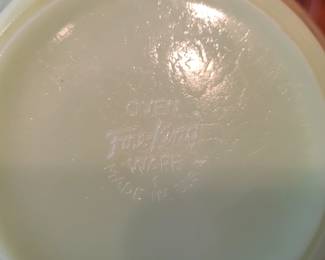 OVEN
Fire-King
WARE
MADE IN U.S.A.